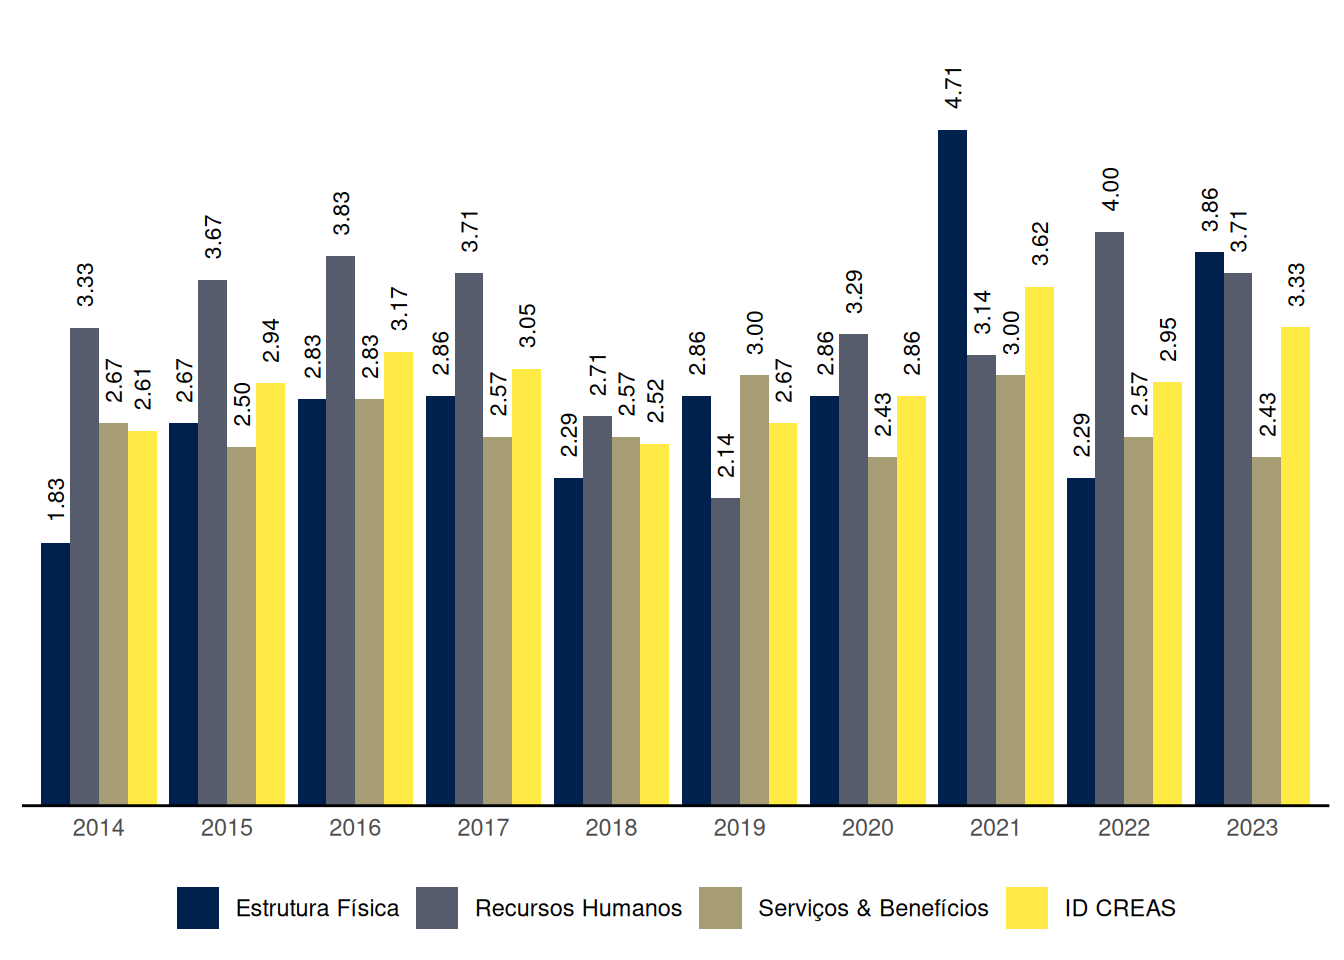 1.83 3.33 2.67 2.61
2.67 3.67 2.50 2.94
2.83 3.83 2.83 3.17
2.86 3.71 2.57 3.05
2.29 2.71 2.57 2.52
2.86 2.14 3.00 2.67
2.86 3.29 2.43 2.86
4.71 3.14 3.00 3.62
2.29 4.00 2.57 2.95
3.86 3.71 2.43 3.33
2014 2015 2016 2017 2018 2019 2020 2021 2022 2023
Estrutura Física Recursos Humanos Serviços & Benefícios ID CREAS